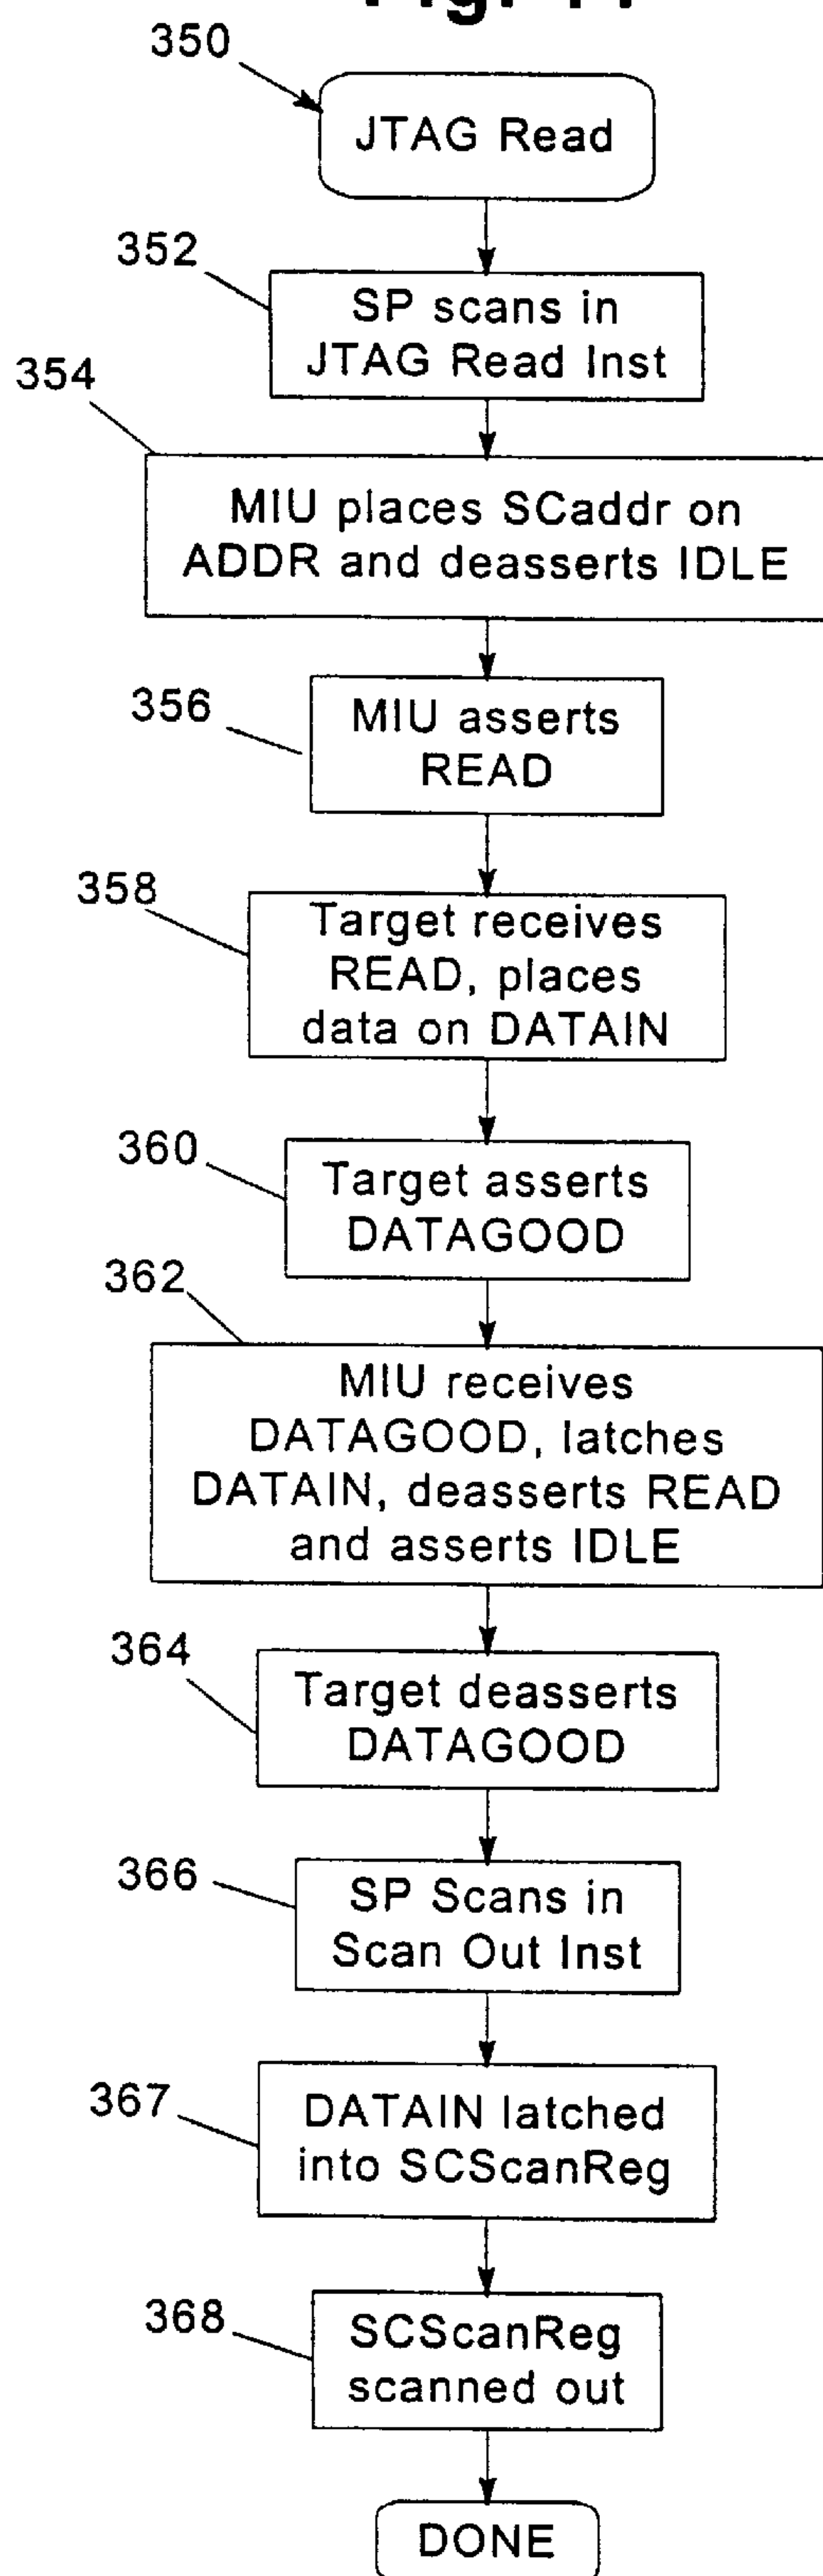 350
JTAG Read
352
SP scans in
JTAG Read Inst
354
MIU places SCaddr on
ADDR and deasserts IDLE
356
MIU asserts
READ
358
Target receives
READ, places
data on DATAIN
360
Target asserts
DATAGOOD
362
MIU receives
DATAGOOD, latches
DATAIN, deasserts READ
and asserts IDLE
364
Target deasserts
DATAGOOD
366
SP Scans in
Scan Out Inst
367
DATAIN latched
into SCScanReg
368
SCScanReg
scanned out
DONE